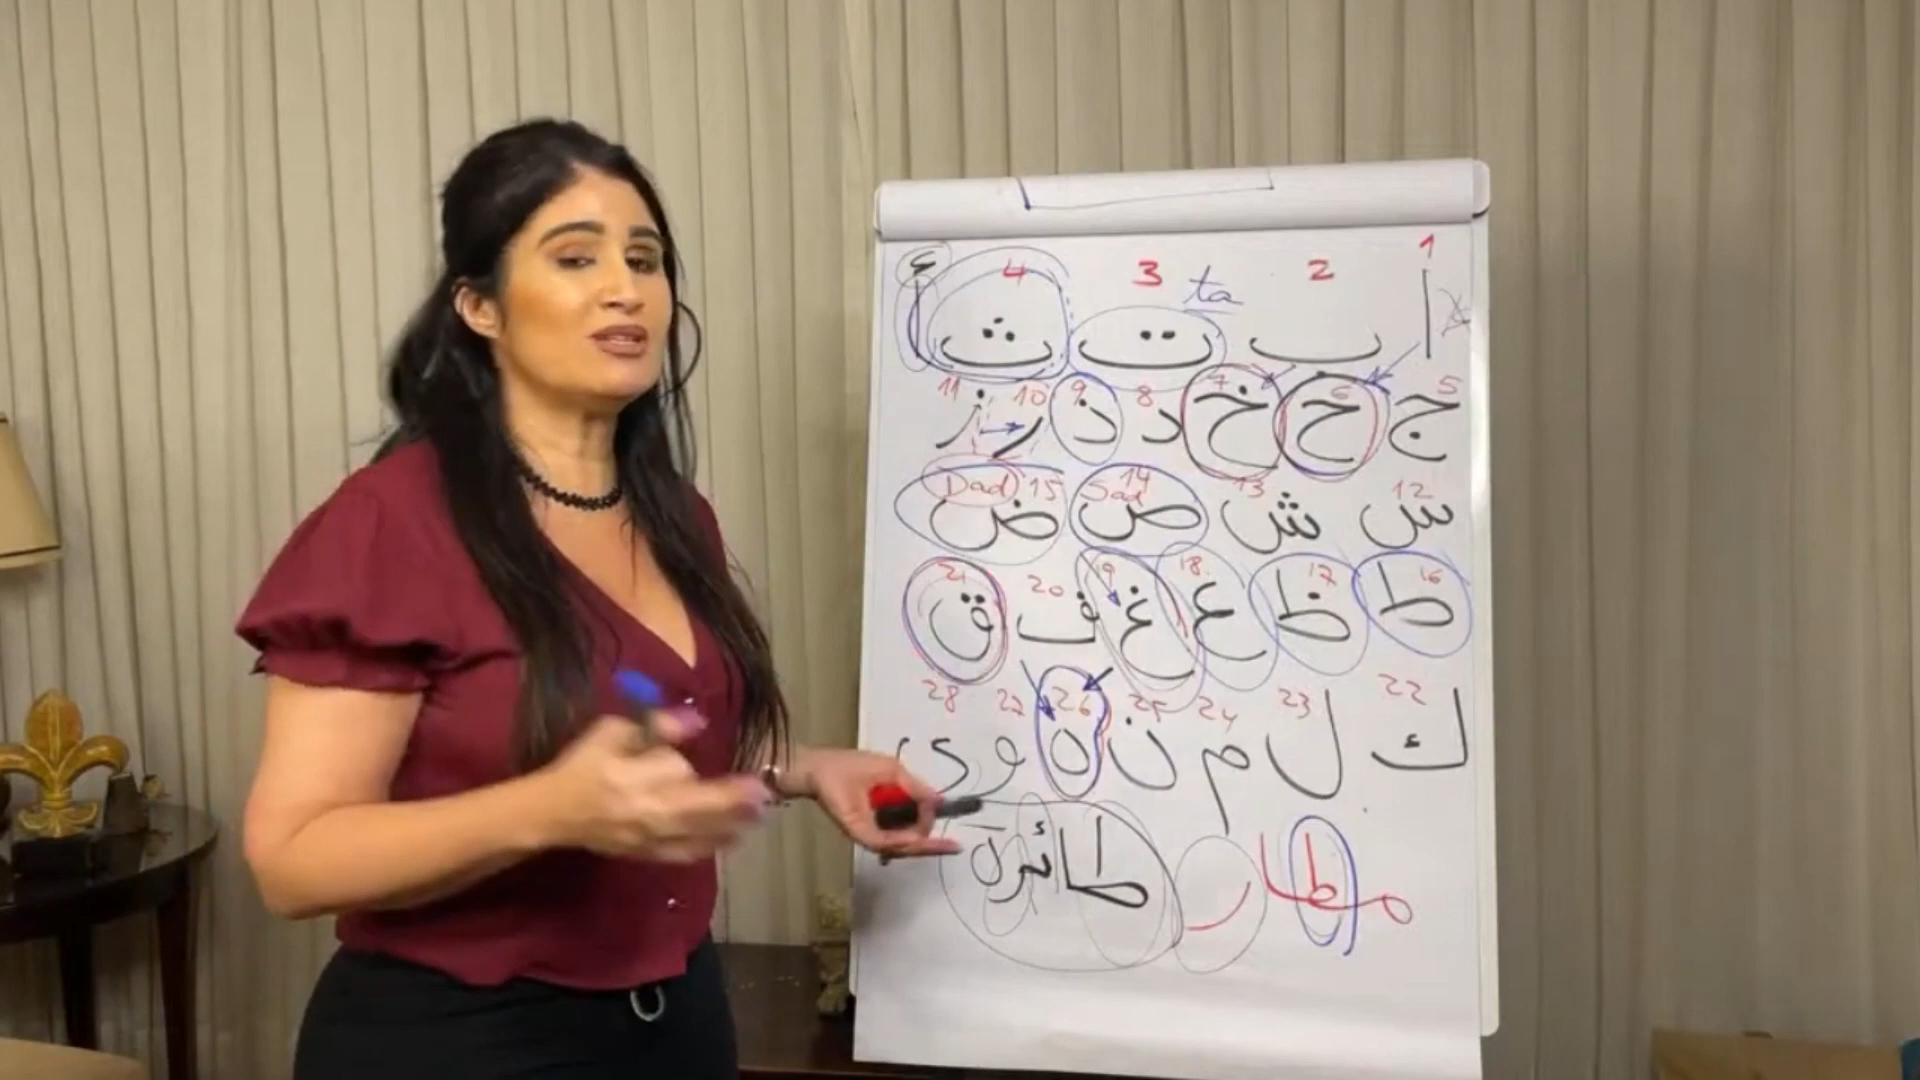 1 2 3 ta 4 ء
ا ب ت ث أ
5 6 7 8 9 10 11
ج ح خ د ذ ر ز
12 13 14 Sad 15 Dad
س ش ص ض
16 17 18 19 20 21
ط ظ ع غ ف ق
22 23 24 25 26 27 28
ك ل م ن ه و ي
مطار طائرة